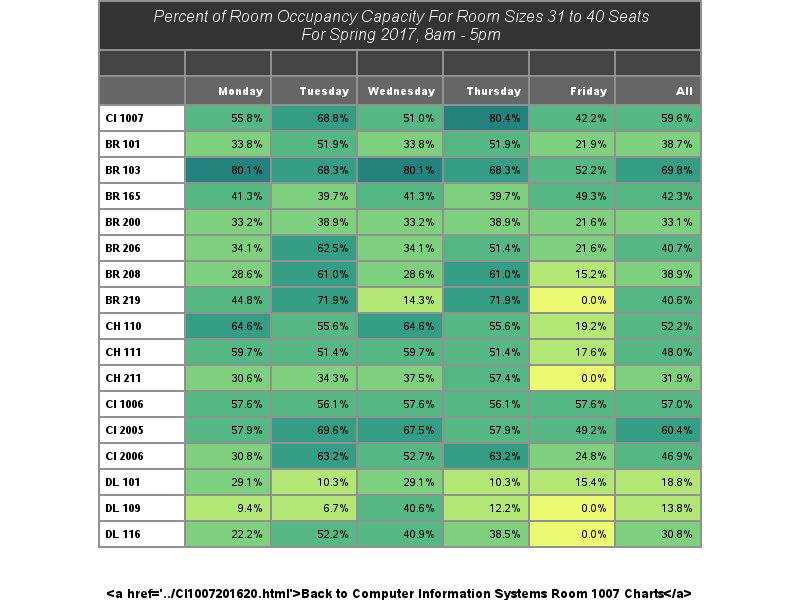 Percent of Room Occupancy Capacity For Room Sizes 31 to 40 Seats
For Spring 2017, 8am - 5pm
Monday Tuesday Wednesday Thursday Friday All
CI 1007 55.8% 68.8% 51.0% 80.4% 42.2% 59.6%
BR 101 33.8% 51.9% 33.8% 51.9% 21.9% 38.7%
BR 103 80.1% 68.3% 80.1% 68.3% 52.2% 69.8%
BR 165 41.3% 39.7% 41.3% 39.7% 49.3% 42.3%
BR 200 33.2% 38.9% 33.2% 38.9% 21.6% 33.1%
BR 206 34.1% 62.5% 34.1% 51.4% 21.6% 40.7%
BR 208 28.6% 61.0% 28.6% 61.0% 15.2% 38.9%
BR 219 44.8% 71.9% 14.3% 71.9% 0.0% 40.6%
CH 110 64.6% 55.6% 64.6% 55.6% 19.2% 52.2%
CH 111 59.7% 51.4% 59.7% 51.4% 17.6% 48.0%
CH 211 30.6% 34.3% 37.5% 57.4% 0.0% 31.9%
CI 1006 57.6% 56.1% 57.6% 56.1% 57.6% 57.0%
CI 2005 57.9% 69.6% 67.5% 57.9% 49.2% 60.4%
CI 2006 30.8% 63.2% 52.7% 63.2% 24.8% 46.9%
DL 101 29.1% 10.3% 29.1% 10.3% 15.4% 18.8%
DL 109 9.4% 6.7% 40.6% 12.2% 0.0% 13.8%
DL 116 22.2% 52.2% 40.9% 38.5% 0.0% 30.8%
<a href='../CI1007201620.html'>Back to Computer Information Systems Room 1007 Charts</a>